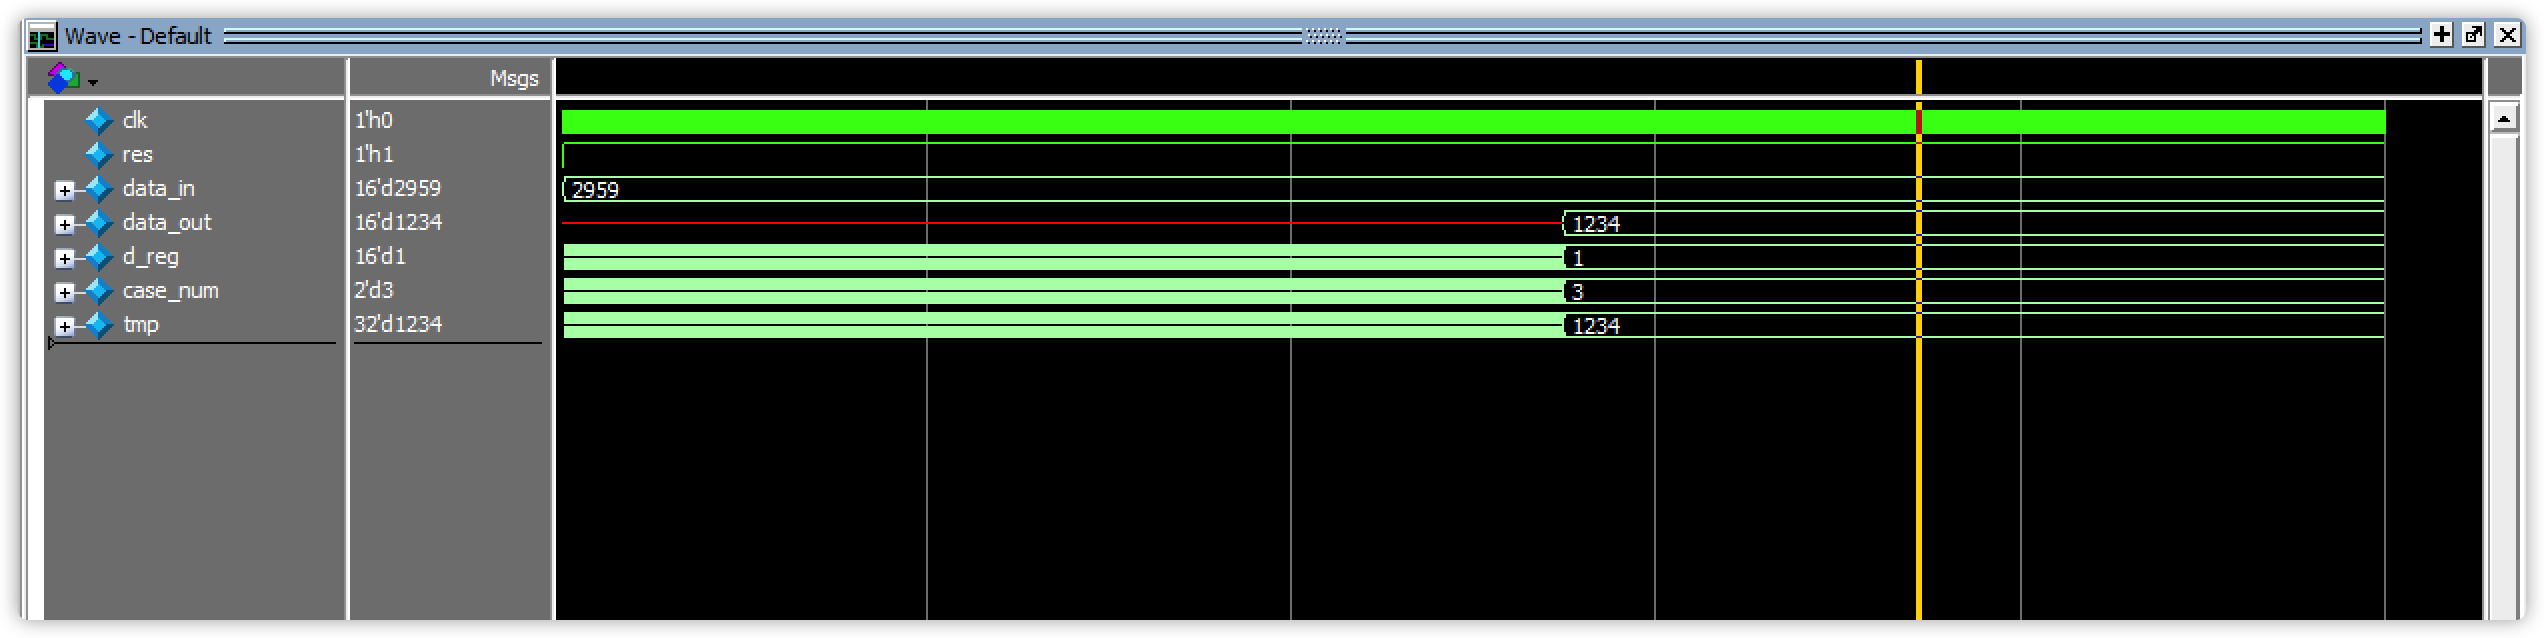 Wave - Default
Msgs
clk 1'h0
res 1'h1
data_in 16'd2959 2959
data_out 16'd1234 1234
d_reg 16'd1 1
case_num 2'd3 3
tmp 32'd1234 1234